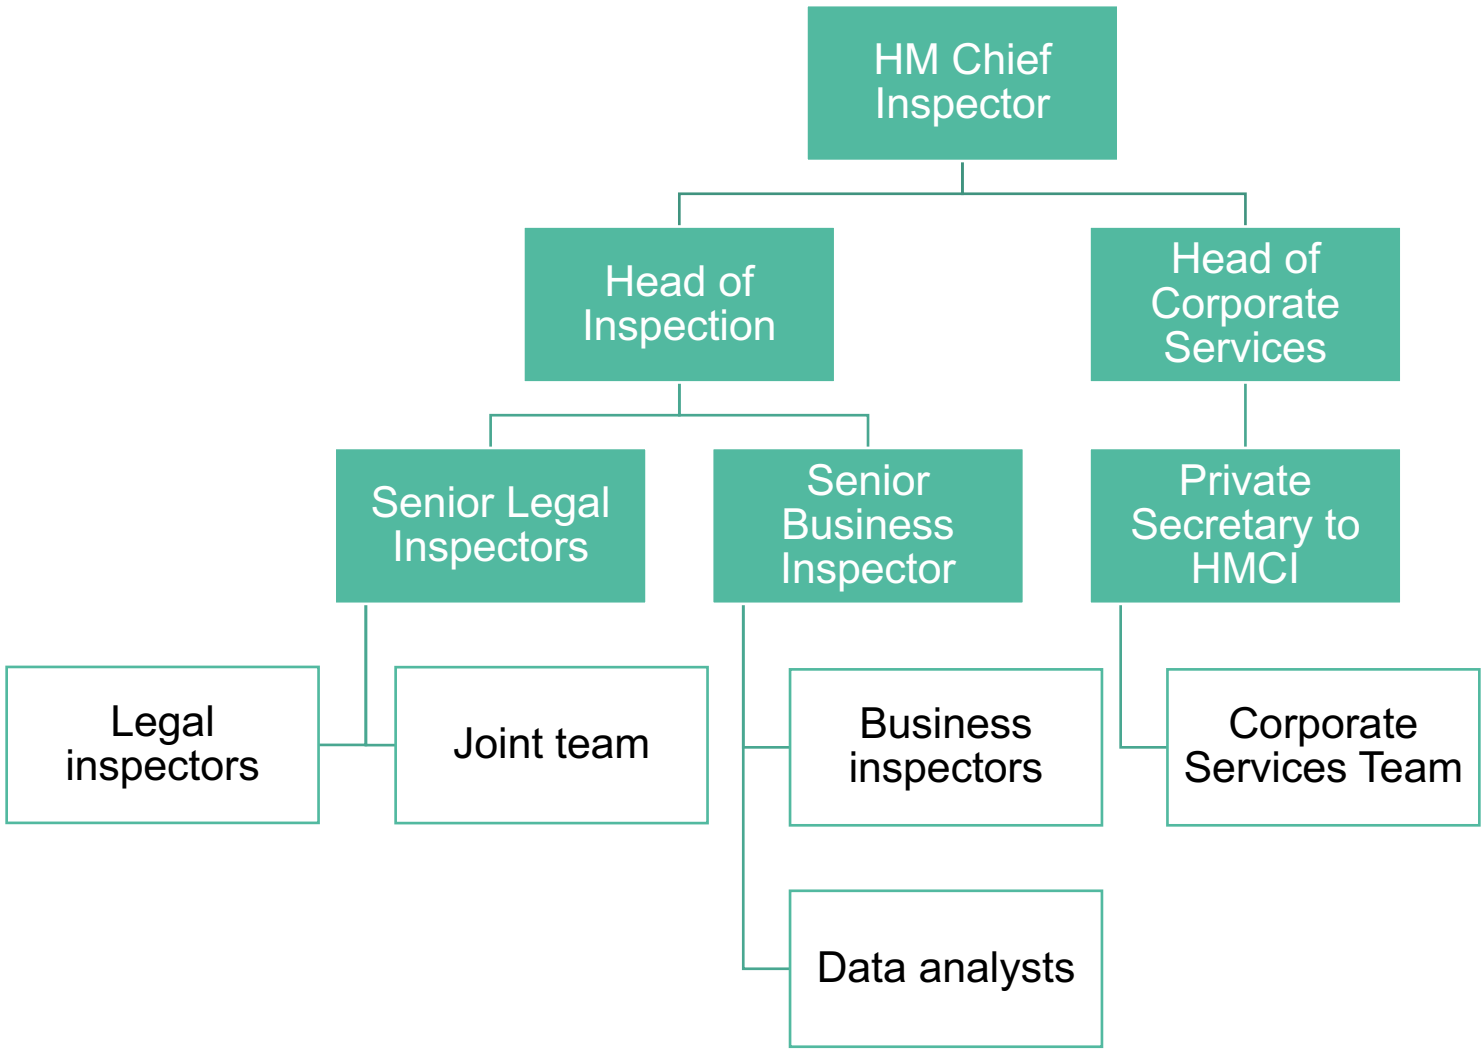 HM Chief
Inspector
Head of
Inspection
Head of
Corporate
Services
Senior Legal
Inspectors
Senior
Business
Inspector
Private
Secretary to
HMCI
Legal
inspectors
Joint team
Business
inspectors
Corporate
Services Team
Data analysts